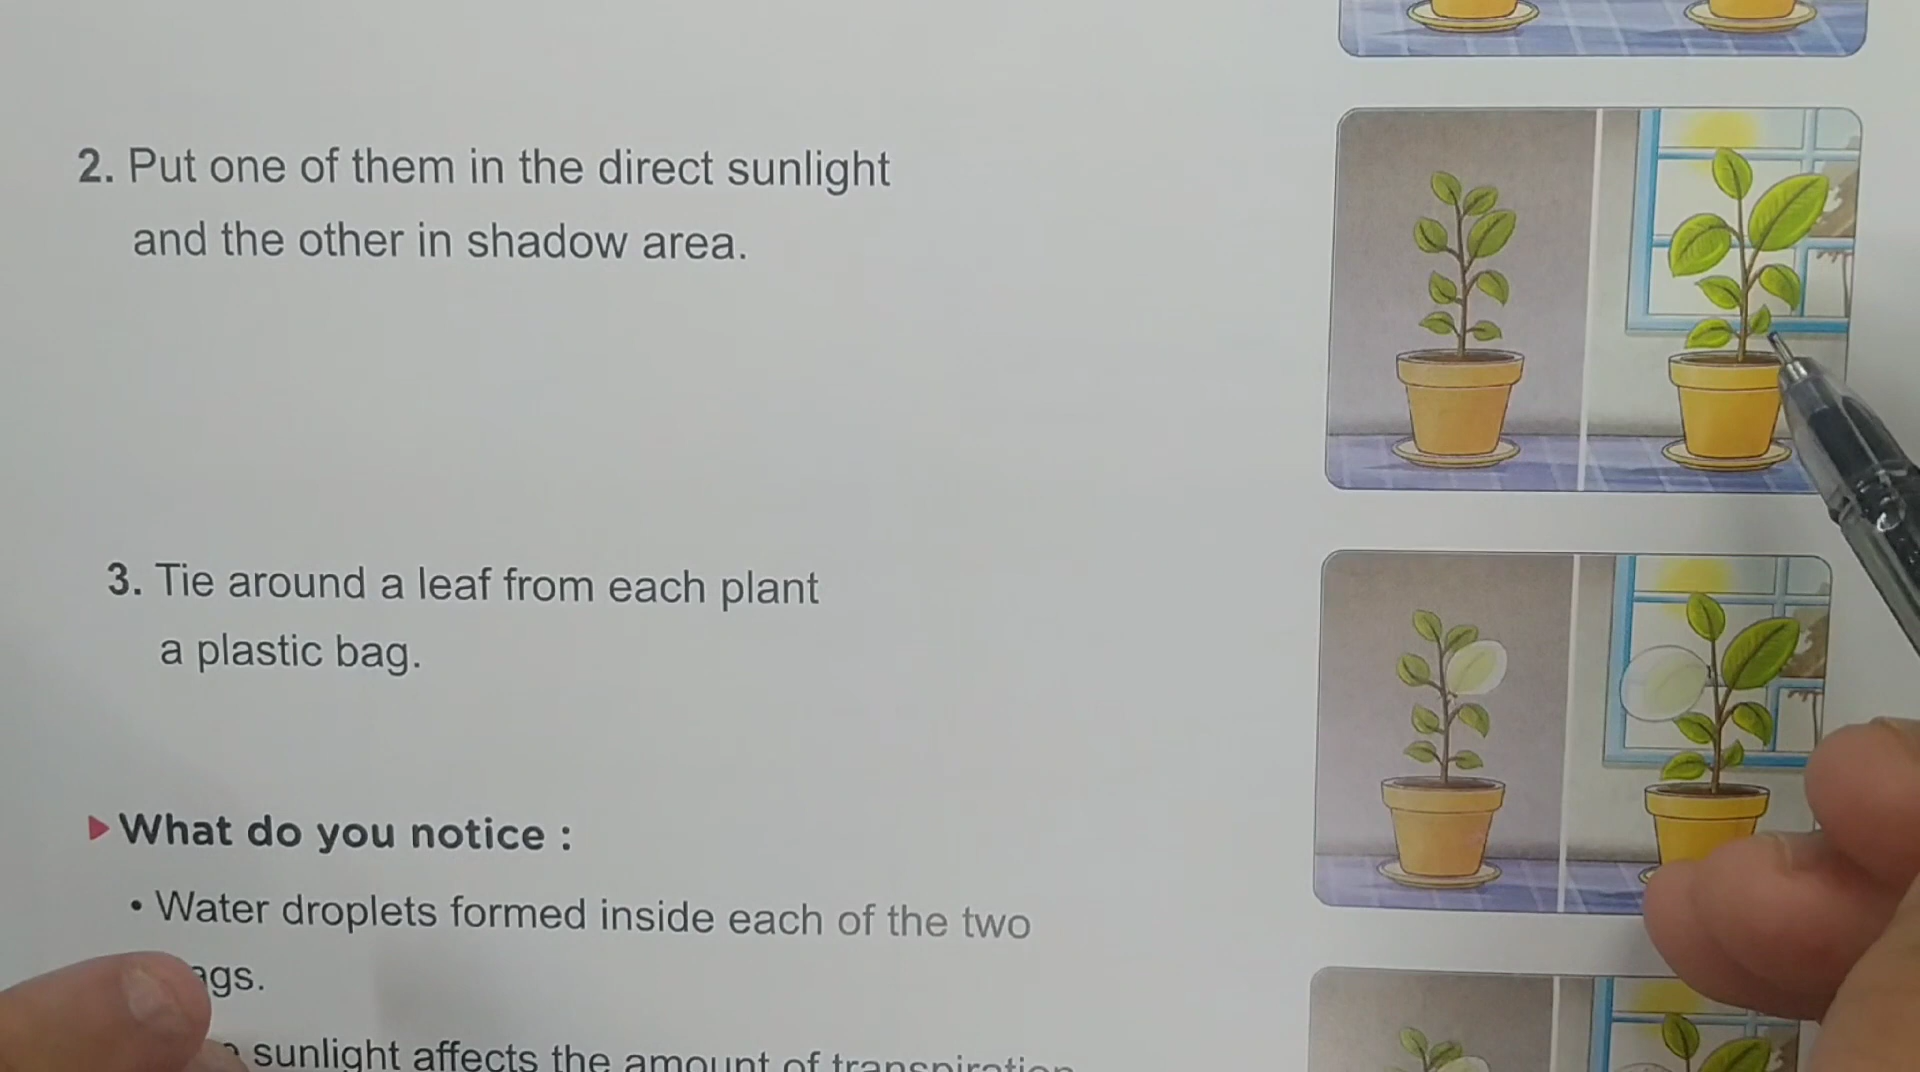 2. Put one of them in the direct sunlight
and the other in shadow area.
3. Tie around a leaf from each plant
a plastic bag.
What do you notice :
• Water droplets formed inside each of the two
gs.
sunlight affects the amount of transpiration